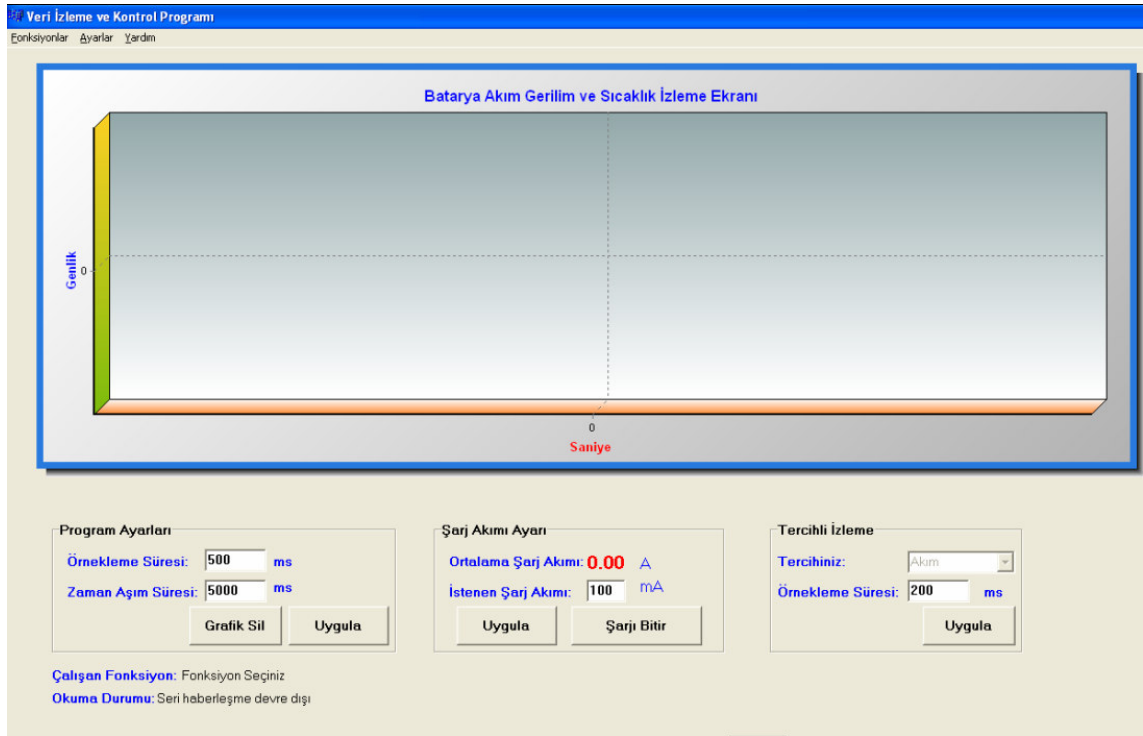 Veri İzleme ve Kontrol Programı
Fonksiyonlar Ayarlar Yardım
Batarya Akım Gerilim ve Sıcaklık İzleme Ekranı
Genlik
0
0
Saniye
Program Ayarları
Örnekleme Süresi: 500 ms
Zaman Aşım Süresi: 5000 ms
Grafik Sil Uygula
Şarj Akımı Ayarı
Ortalama Şarj Akımı: 0.00 A
İstenen Şarj Akımı: 100 mA
Uygula Şarjı Bitir
Tercihli İzleme
Tercihiniz: Akım
Örnekleme Süresi: 200 ms
Uygula
Çalışan Fonksiyon: Fonksiyon Seçiniz
Okuma Durumu: Seri haberleşme devre dışı